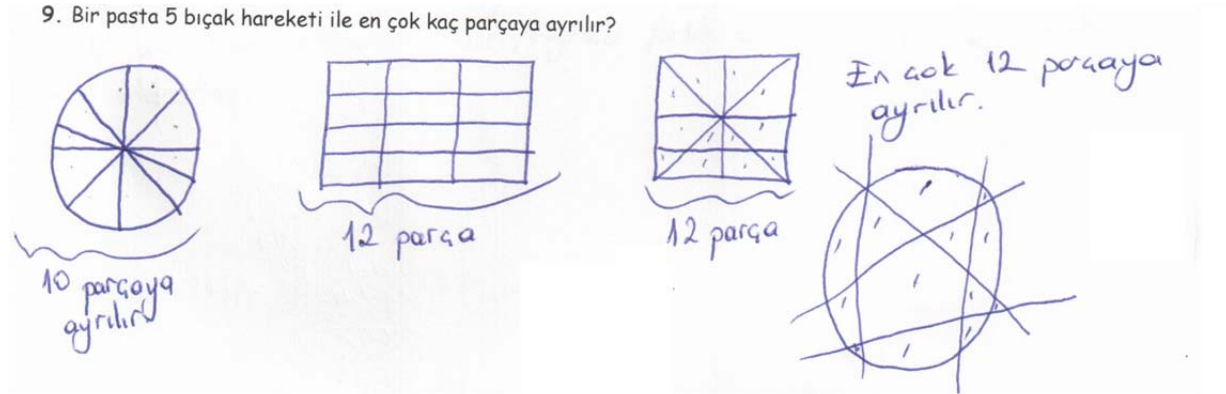 9. Bir pasta 5 bıçak hareketi ile en çok kaç parçaya ayrılır?
En çok 12 parçaya
ayrılır.
12 parça
12 parça
10 parçaya
ayrılır